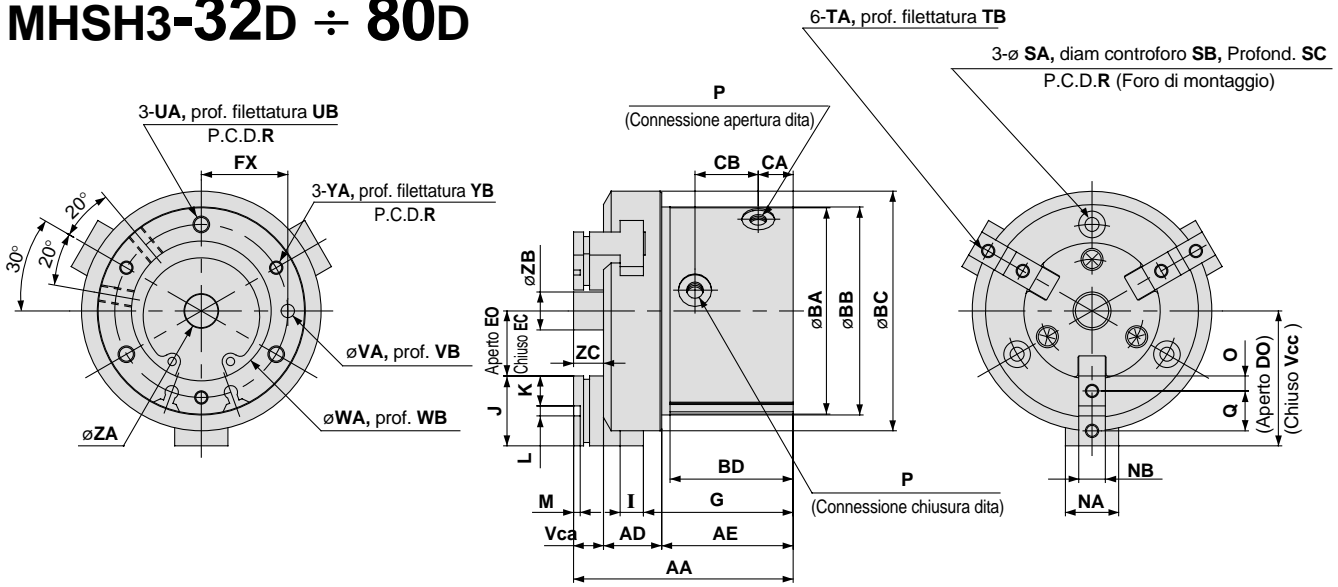 MHSH3-32D ÷ 80D
6-TA, prof. filettatura TB
3-ø SA, diam controforo SB, Profond. SC
P.C.D.R (Foro di montaggio)
3-UA, prof. filettatura UB
P.C.D.R
FX
3-YA, prof. filettatura YB
P.C.D.R
20°
20°
30°
øVA, prof. VB
øWA, prof. WB
øZA
P
(Connessione apertura dita)
CB
CA
øZB
Aperto EO
Chiuso EC
ZC
K
J
L
øBA
øBB
øBC
BD
M
I
G
Vca
AD
AE
AA
P
(Connessione chiusura dita)
O
Q
(Aperto DO)
(Chiuso Vcc)
NB
NA